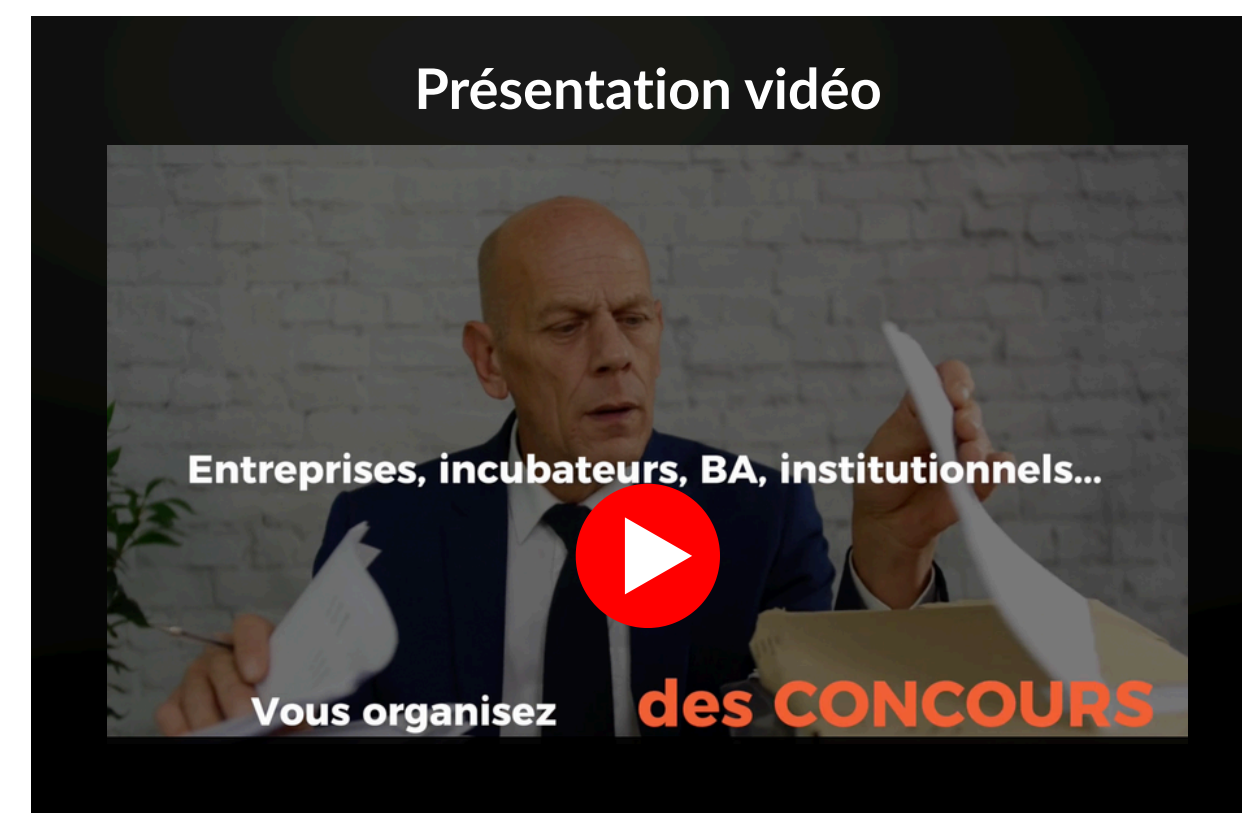 Présentation vidéo
Entreprises, incubateurs, BA, institutionnels...
Vous organisez des CONCOURS